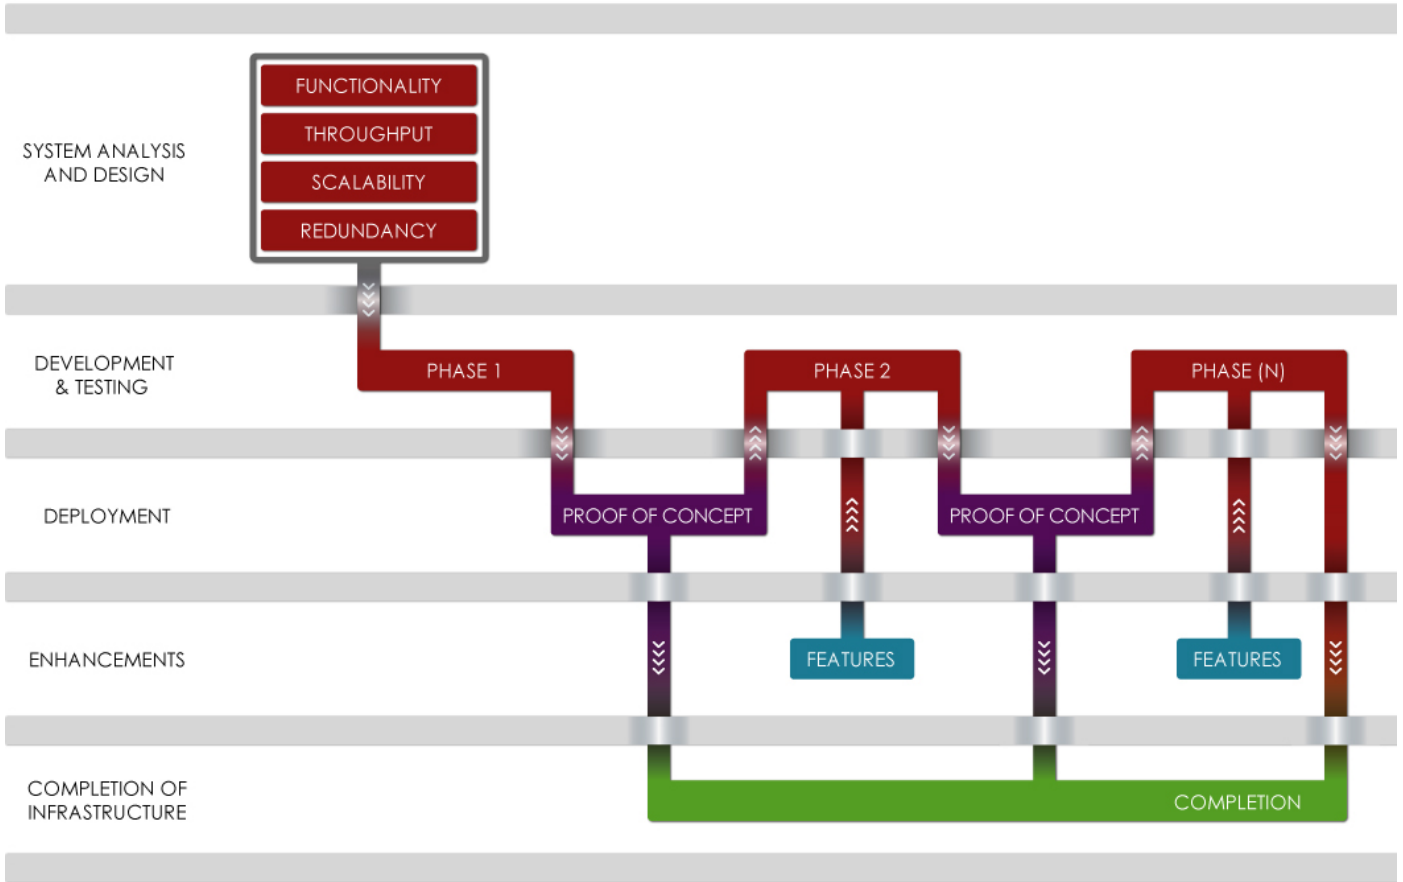 SYSTEM ANALYSIS
AND DESIGN
FUNCTIONALITY
THROUGHPUT
SCALABILITY
REDUNDANCY
DEVELOPMENT
& TESTING
PHASE 1
PHASE 2
PHASE (N)
DEPLOYMENT
PROOF OF CONCEPT
PROOF OF CONCEPT
ENHANCEMENTS
FEATURES
FEATURES
COMPLETION OF
INFRASTRUCTURE
COMPLETION